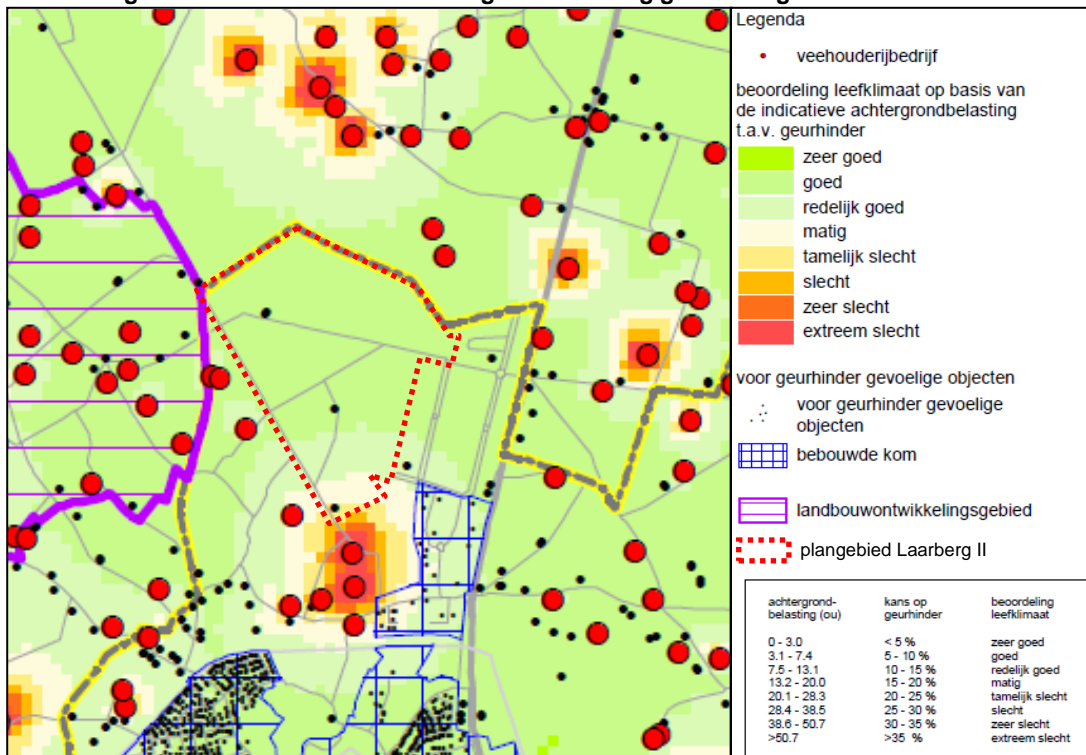 Legenda
veehouderijbedrijf
beoordeling leefklimaat op basis van
de indicatieve achtergrondbelasting
t.a.v. geurhinder
zeer goed
goed
redelijk goed
matig
tamelijk slecht
slecht
zeer slecht
extreem slecht
voor geurhinder gevoelige objecten
voor geurhinder gevoelige
objecten
bebouwde kom
landbouwontwikkelingsgebied
plangebied Laarberg II
achtergrond- kans op beoordeling
belasting (ou) geurhinder leefklimaat
0 - 3.0 < 5 % zeer goed
3.1 - 7.4 5 - 10 % goed
7.5 - 13.1 10 - 15 % redelijk goed
13.2 - 20.0 15 - 20 % matig
20.1 - 28.3 20 - 25 % tamelijk slecht
28.4 - 38.5 25 - 30 % slecht
38.6 - 50.7 30 - 35 % zeer slecht
>50.7 >35 % extreem slecht